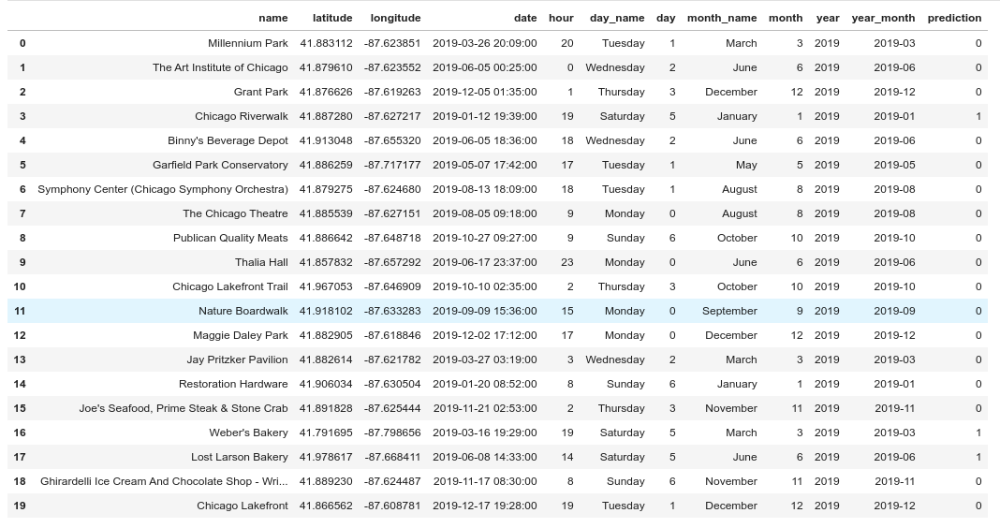 name latitude longitude date hour day_name day month_name month year year_month prediction
0 Millennium Park 41.883112 -87.623851 2019-03-26 20:09:00 20 Tuesday 1 March 3 2019 2019-03 0
1 The Art Institute of Chicago 41.879610 -87.623552 2019-06-05 00:25:00 0 Wednesday 2 June 6 2019 2019-06 0
2 Grant Park 41.876626 -87.619263 2019-12-05 01:35:00 1 Thursday 3 December 12 2019 2019-12 0
3 Chicago Riverwalk 41.887280 -87.627217 2019-01-12 19:39:00 19 Saturday 5 January 1 2019 2019-01 1
4 Binny's Beverage Depot 41.913048 -87.655320 2019-06-05 18:36:00 18 Wednesday 2 June 6 2019 2019-06 0
5 Garfield Park Conservatory 41.886259 -87.717177 2019-05-07 17:42:00 17 Tuesday 1 May 5 2019 2019-05 0
6 Symphony Center (Chicago Symphony Orchestra) 41.879275 -87.624680 2019-08-13 18:09:00 18 Tuesday 1 August 8 2019 2019-08 0
7 The Chicago Theatre 41.885539 -87.627151 2019-08-05 09:18:00 9 Monday 0 August 8 2019 2019-08 0
8 Publican Quality Meats 41.886642 -87.648718 2019-10-27 09:27:00 9 Sunday 6 October 10 2019 2019-10 0
9 Thalia Hall 41.857832 -87.657292 2019-06-17 23:37:00 23 Monday 0 June 6 2019 2019-06 0
10 Chicago Lakefront Trail 41.967053 -87.646909 2019-10-10 02:35:00 2 Thursday 3 October 10 2019 2019-10 0
11 Nature Boardwalk 41.918102 -87.633283 2019-09-09 15:36:00 15 Monday 0 September 9 2019 2019-09 0
12 Maggie Daley Park 41.882905 -87.618846 2019-12-02 17:12:00 17 Monday 0 December 12 2019 2019-12 0
13 Jay Pritzker Pavilion 41.882614 -87.621782 2019-03-27 03:19:00 3 Wednesday 2 March 3 2019 2019-03 0
14 Restoration Hardware 41.906034 -87.630504 2019-01-20 08:52:00 8 Sunday 6 January 1 2019 2019-01 0
15 Joe's Seafood, Prime Steak & Stone Crab 41.891828 -87.625444 2019-11-21 02:53:00 2 Thursday 3 November 11 2019 2019-11 0
16 Weber's Bakery 41.791695 -87.798656 2019-03-16 19:29:00 19 Saturday 5 March 3 2019 2019-03 1
17 Lost Larson Bakery 41.978617 -87.668411 2019-06-08 14:33:00 14 Saturday 5 June 6 2019 2019-06 1
18 Ghirardelli Ice Cream And Chocolate Shop - Wri... 41.889230 -87.624487 2019-11-17 08:30:00 8 Sunday 6 November 11 2019 2019-11 0
19 Chicago Lakefront 41.866562 -87.608781 2019-12-17 19:28:00 19 Tuesday 1 December 12 2019 2019-12 0